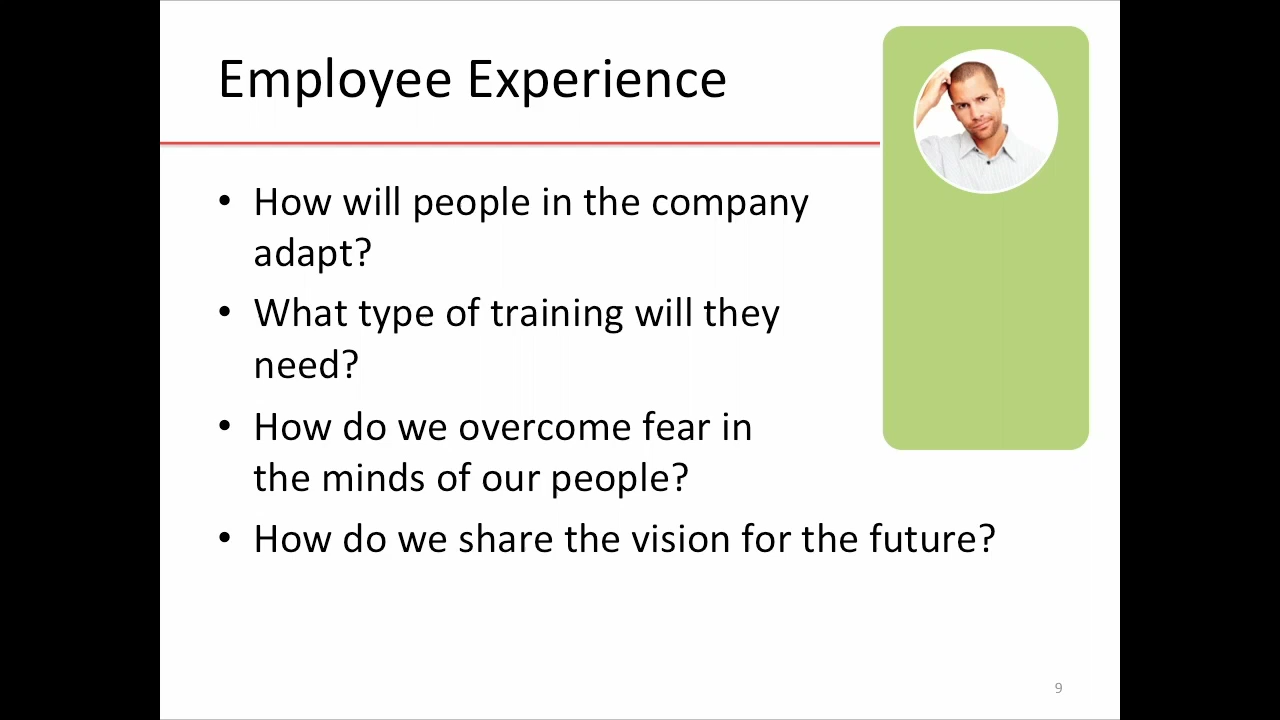 Employee Experience
• How will people in the company
adapt?
• What type of training will they
need?
• How do we overcome fear in
the minds of our people?
• How do we share the vision for the future?
9